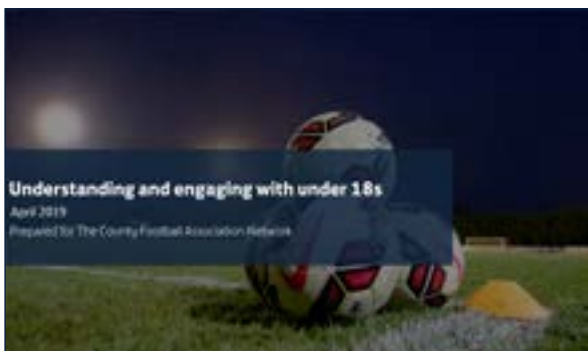 Understanding and engaging with under 18s
April 2019
Prepared for The County Football Association Network